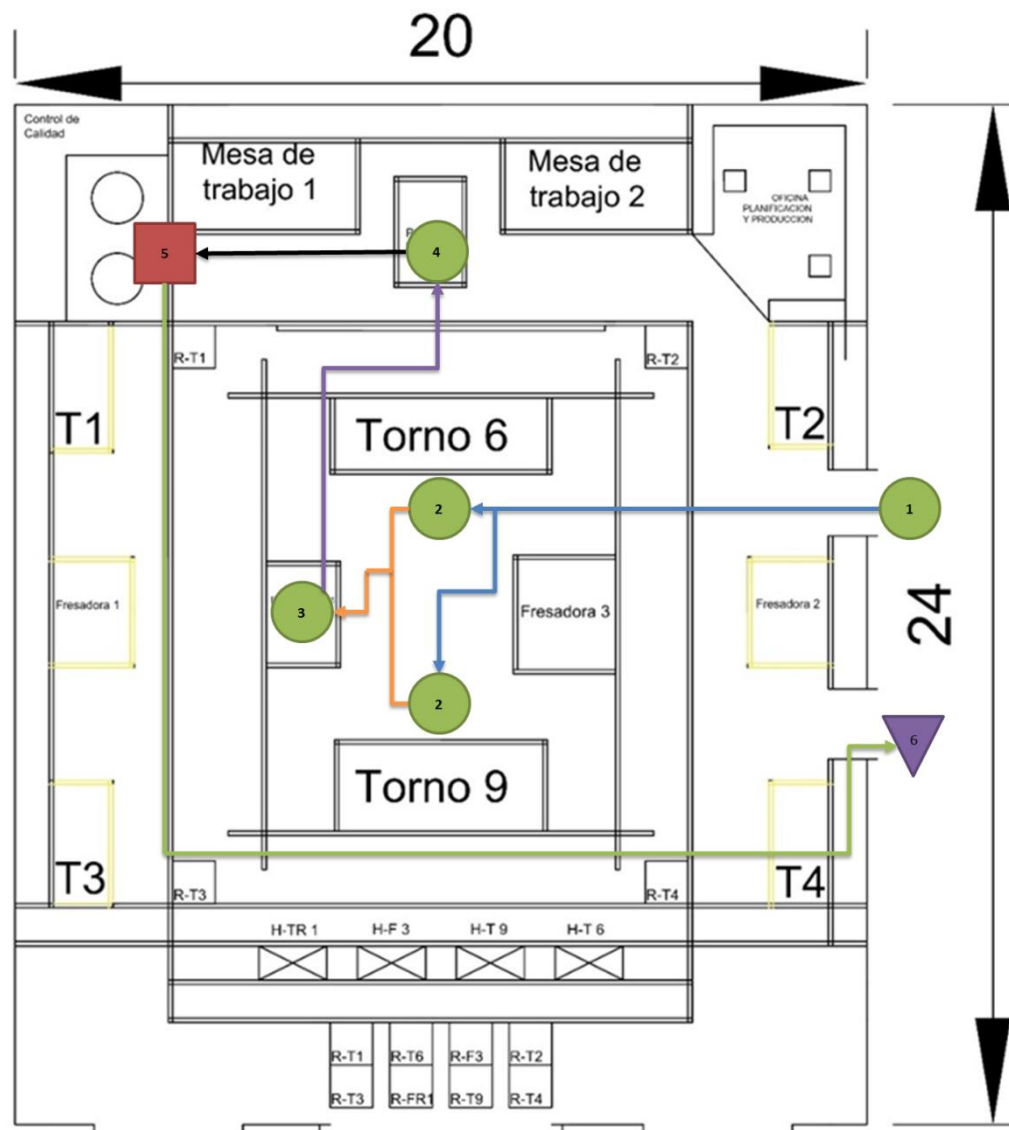 20
Control de
Calidad
Mesa de
trabajo 1
Mesa de
trabajo 2
OFICINA
PLANIFICACION
Y PRODUCCION
5
4
R-T1
R-T2
T1
T2
Torno 6
2
1
Fresadora 1
3
Fresadora 3
Fresadora 2
24
2
6
Torno 9
T3
R-T3
R-T4
T4
H-TR 1
H-F 3
H-T 9
H-T 6
R-T1
R-T6
R-F3
R-T2
R-T3
R-FR1
R-T9
R-T4